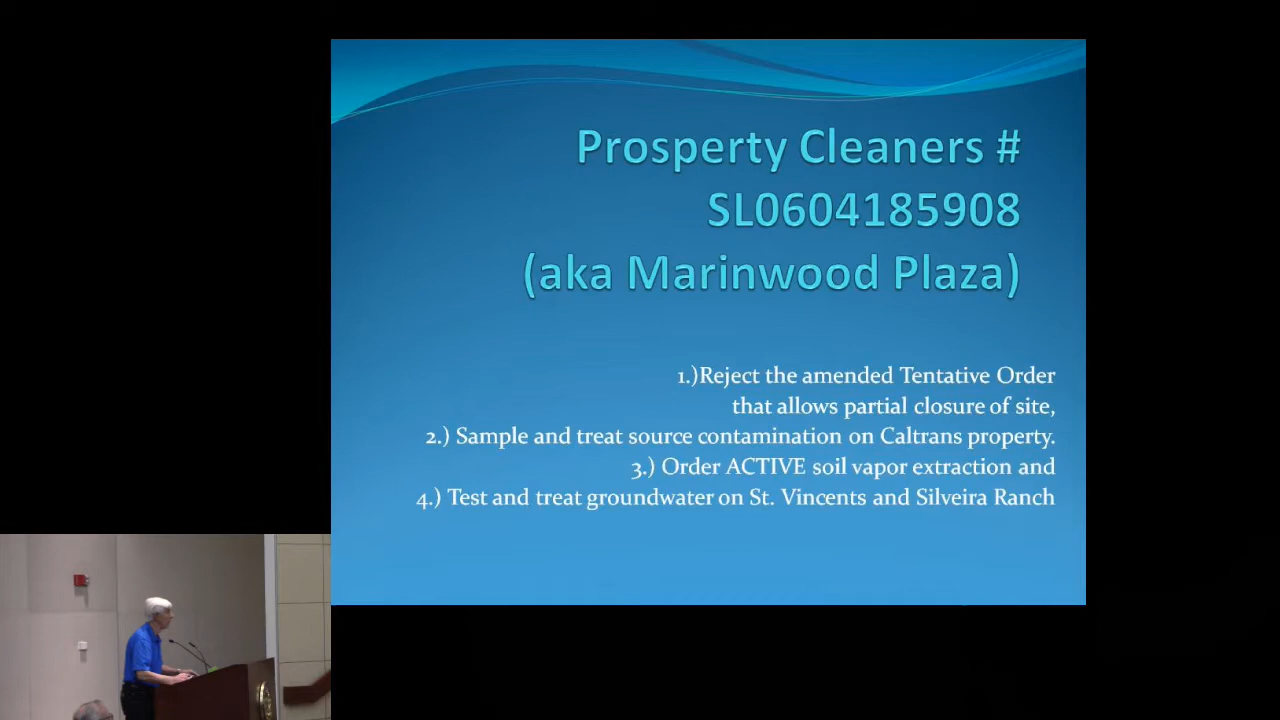 Prosperty Cleaners #
SL0604185908
(aka Marinwood Plaza)
1.)Reject the amended Tentative Order
that allows partial closure of site,
2.) Sample and treat source contamination on Caltrans property.
3.) Order ACTIVE soil vapor extraction and
4.) Test and treat groundwater on St. Vincents and Silveira Ranch